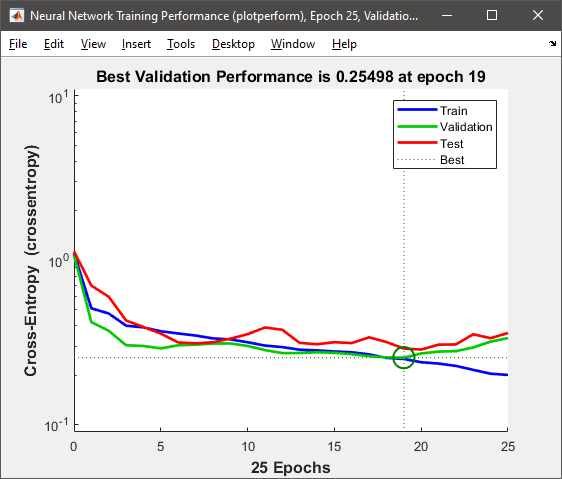 Neural Network Training Performance (plotperform), Epoch 25, Validatio...
File Edit View Insert Tools Desktop Window Help
Best Validation Performance is 0.25498 at epoch 19
Cross-Entropy (crossentropy)
10^1
10^0
10^-1
Train
Validation
Test
Best
0 5 10 15 20 25
25 Epochs